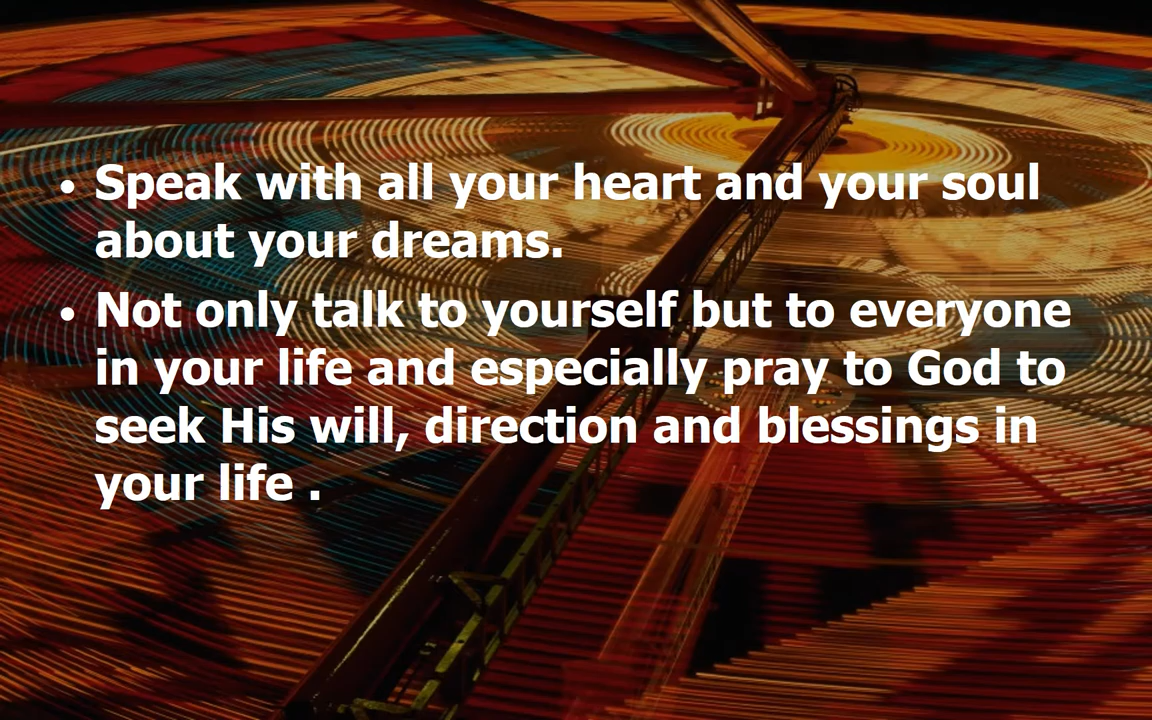 • Speak with all your heart and your soul
about your dreams.
• Not only talk to yourself but to everyone
in your life and especially pray to God to
seek His will, direction and blessings in
your life .